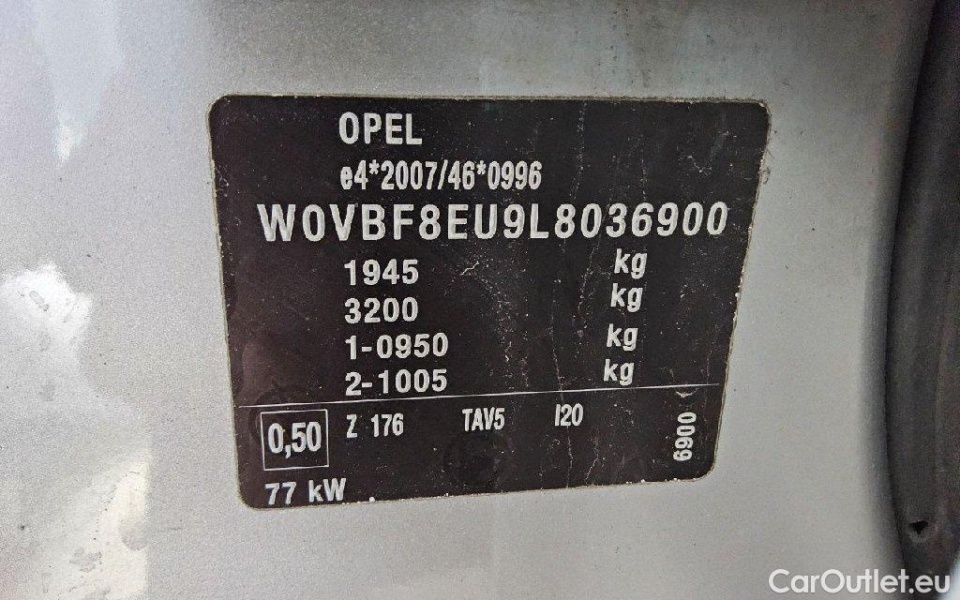 OPEL
e4*2007/46*0996
W0VBF8EU9L8036900
1945 kg
3200 kg
1-0950 kg
2-1005 kg
0,50 Z 176 TAV5 I20 6900
77 kW
CarOutlet.eu